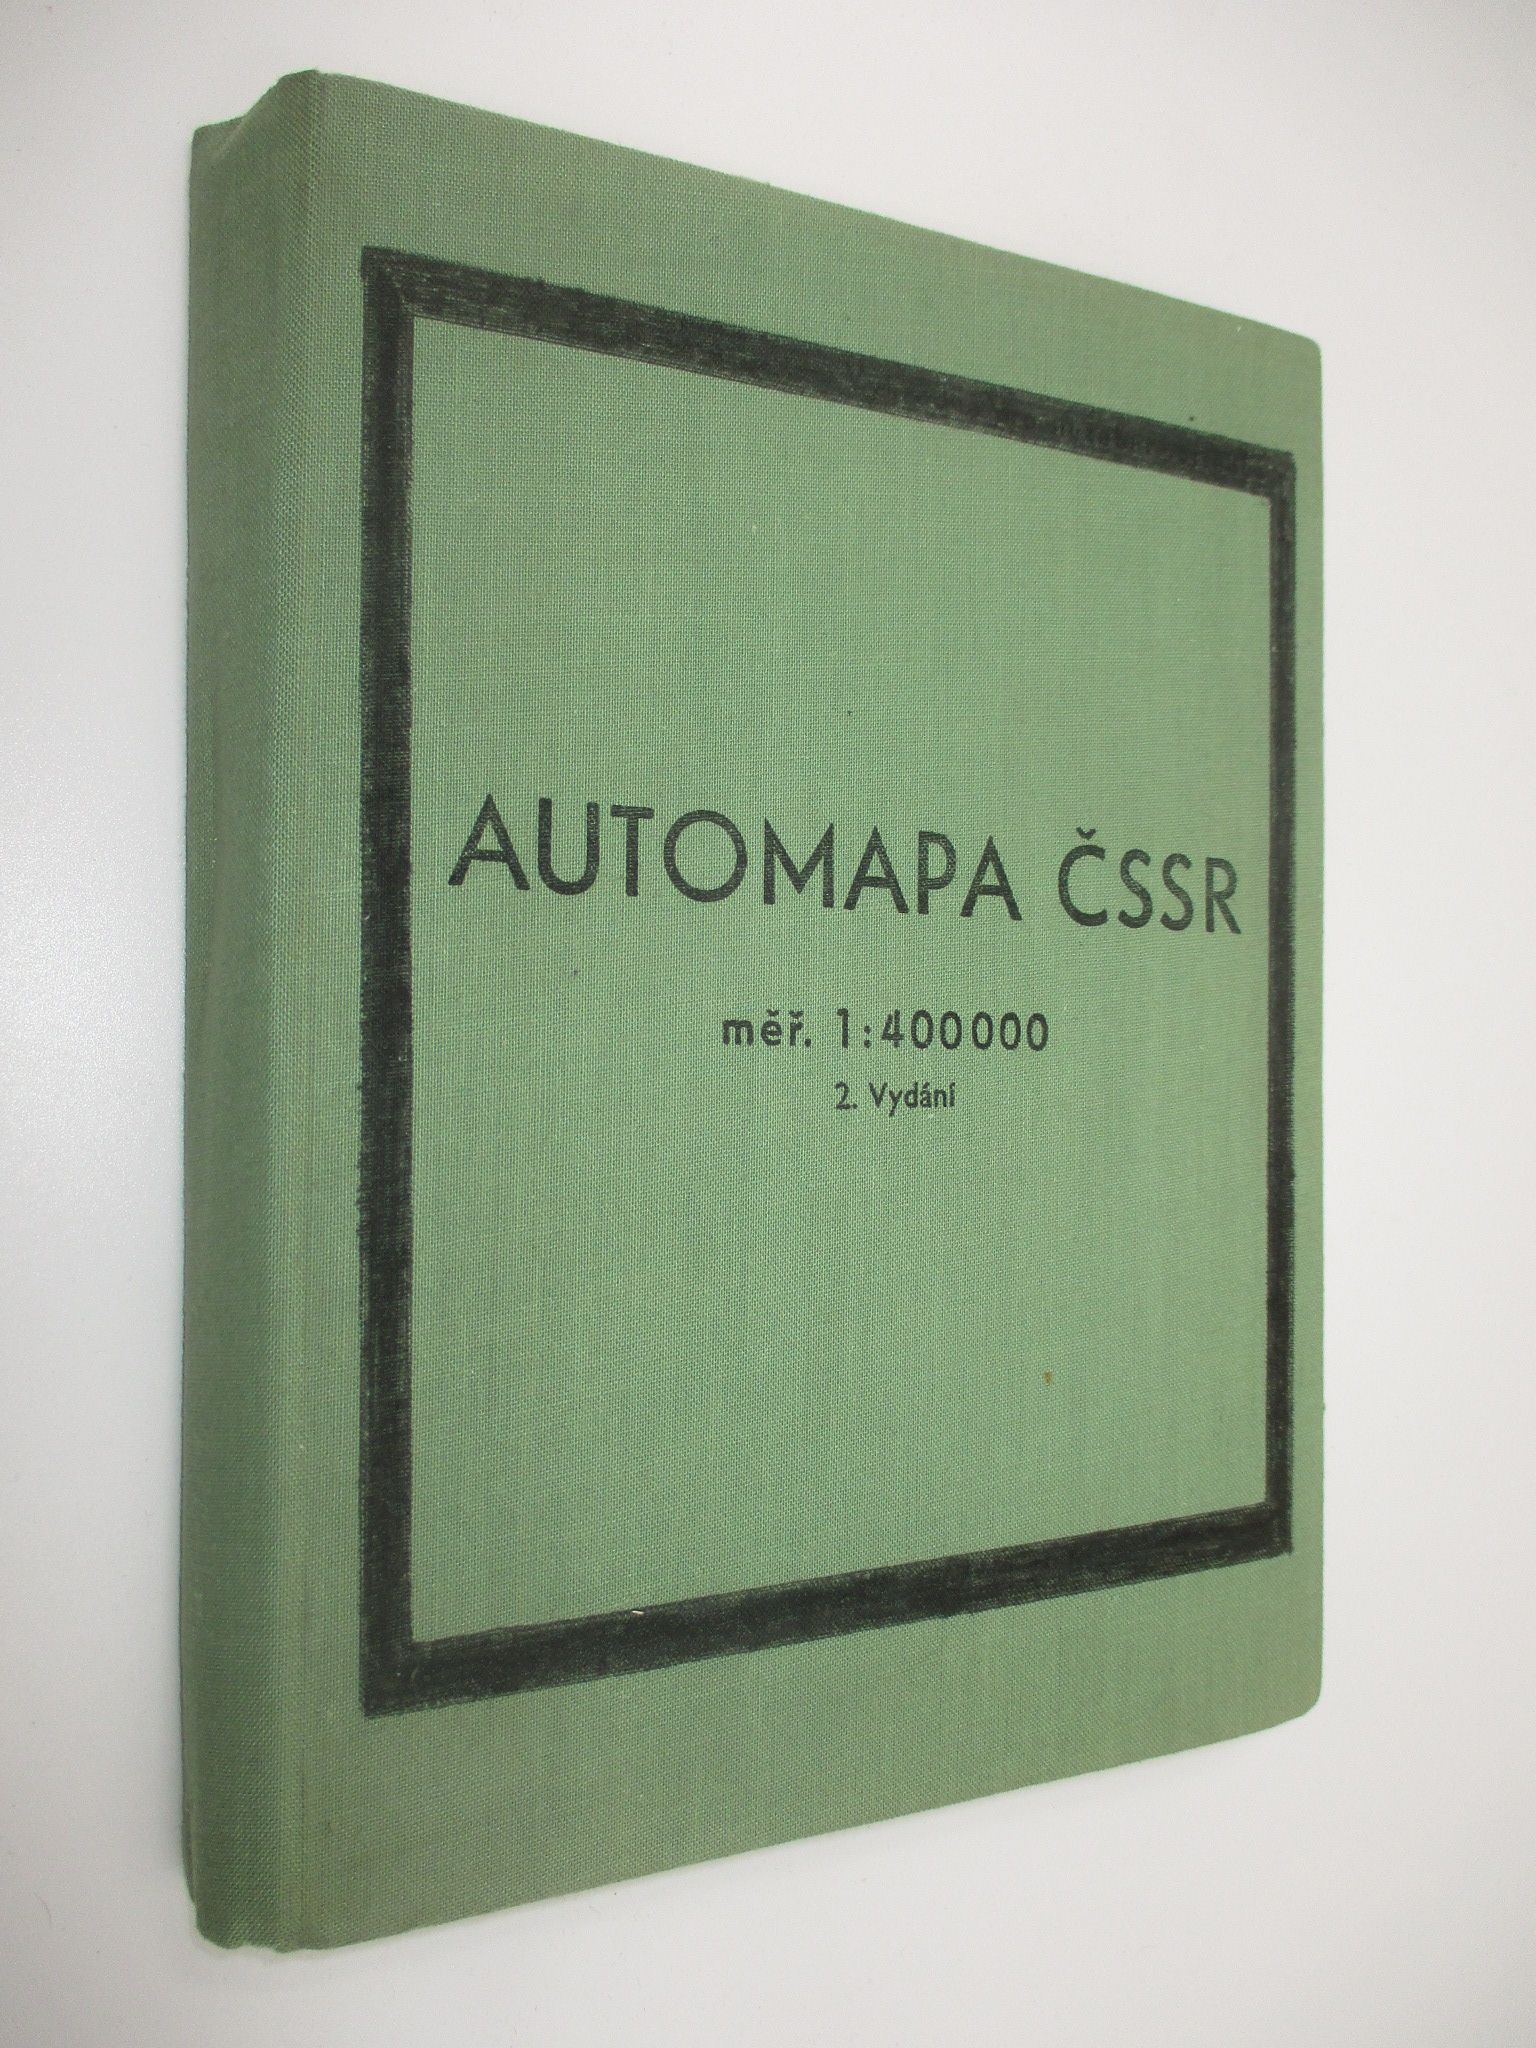 AUTOMAPA ČSSR
měř. 1:400000
2. Vydání